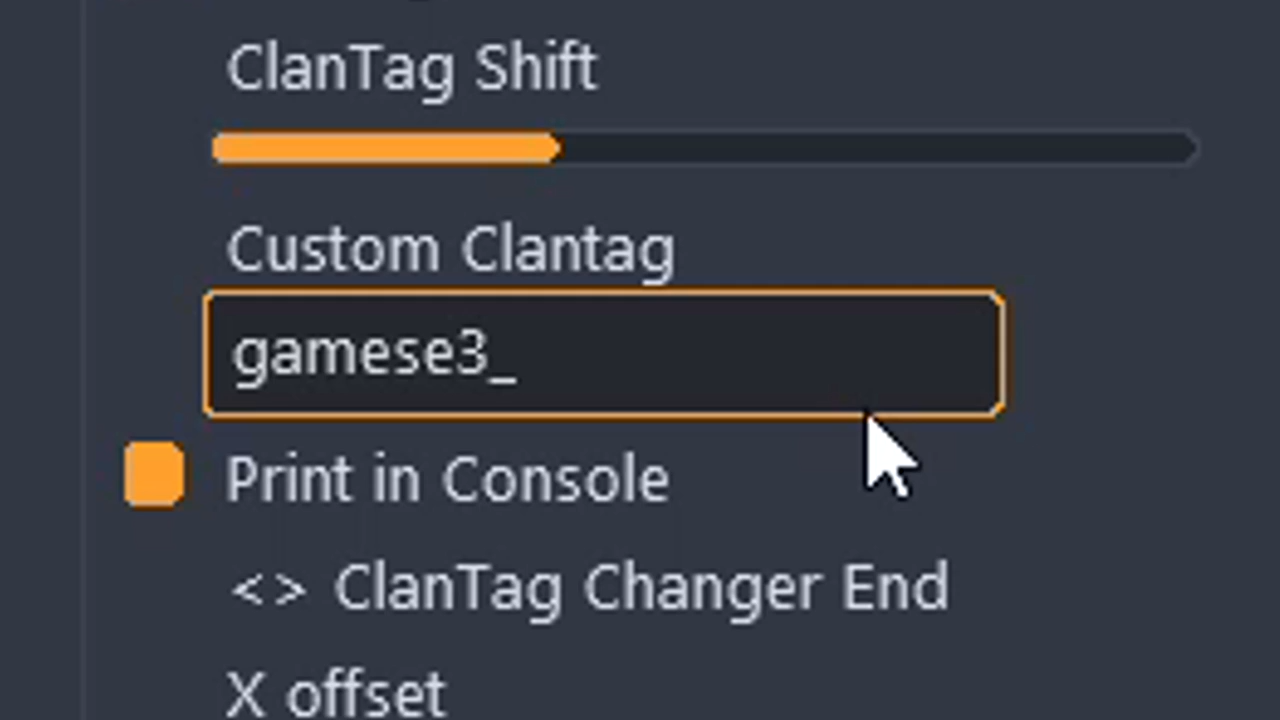 ClanTag Shift
Custom Clantag
gamese3_
Print in Console
<> ClanTag Changer End
X offset